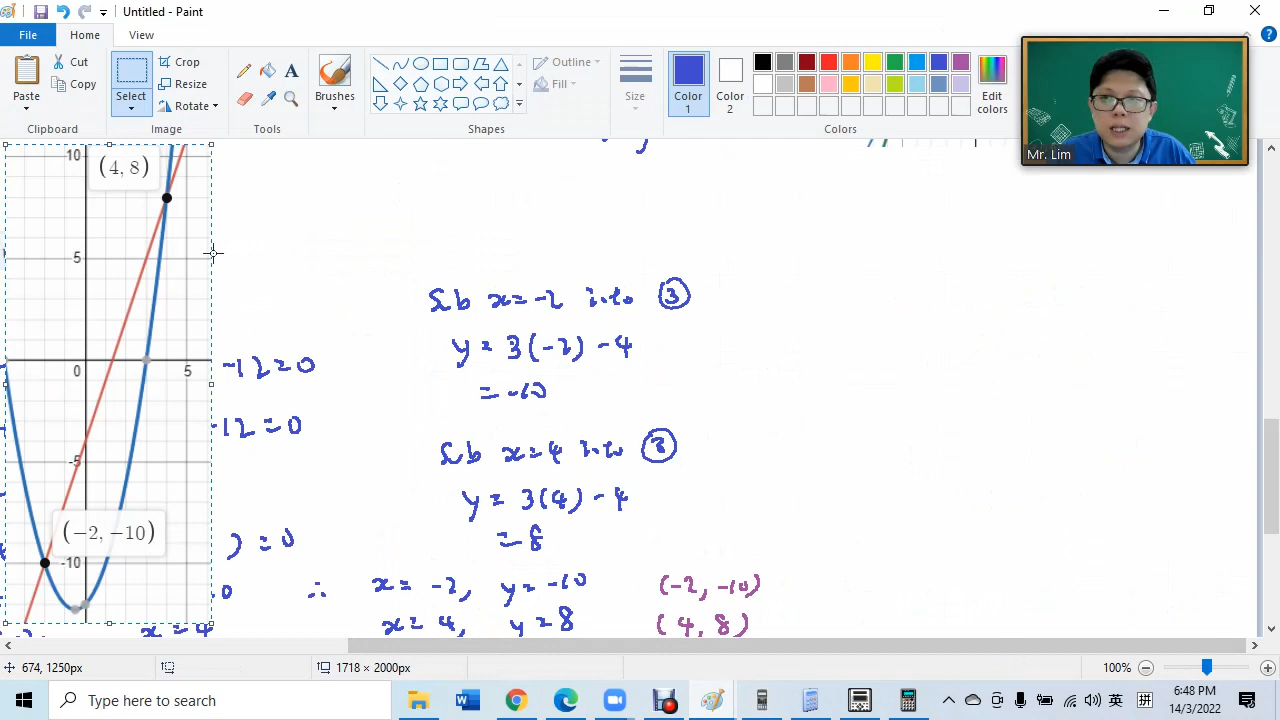 Untitled - Paint
File Home View
Paste
Cut
Copy
Clipboard
Select
Crop
Resize
Rotate
Image
Tools
Brushes
Outline
Fill
Shapes
Size
Color 1
Color 2
Edit colors
Colors
Mr. Lim
10
(4, 8)
5
0
5
-5
(-2, -10)
-10
-12=0
-12=0
) = 0
x = 4
Sub x=-2 into ③
y = 3(-2) -4
= -10
Sub x=4 into ③
y = 3(4) -4
= 8
∴ x = -2, y = -10 (-2, -10)
x = 4, y = 8 (4, 8)
674, 1250px
1718 × 2000px
100%
Type here to search
英
拼
6:48 PM
14/3/2022